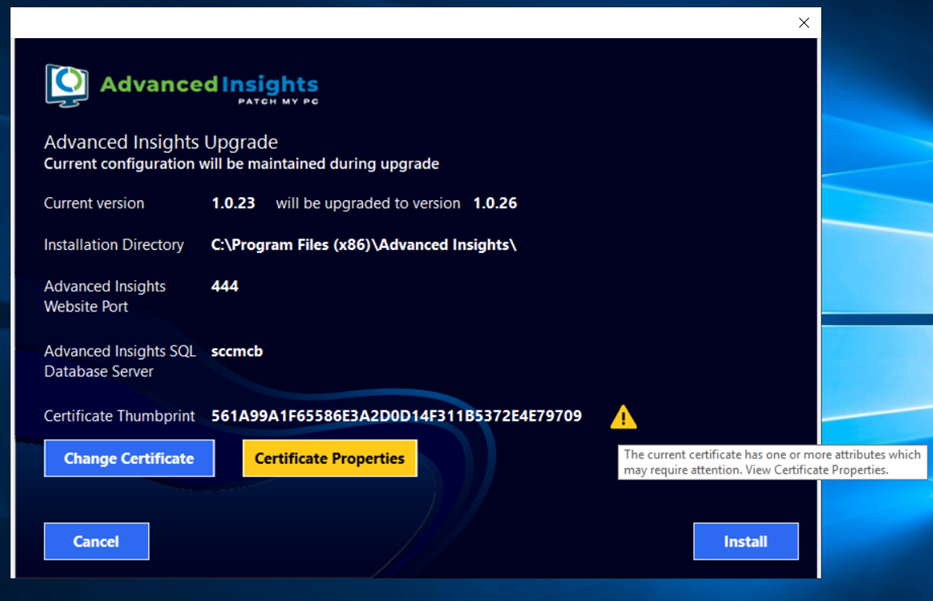 Advanced Insights
PATCH MY PC
Advanced Insights Upgrade
Current configuration will be maintained during upgrade
Current version 1.0.23 will be upgraded to version 1.0.26
Installation Directory C:\Program Files (x86)\Advanced Insights\
Advanced Insights 444
Website Port
Advanced Insights SQL sccmcb
Database Server
Certificate Thumbprint 561A99A1F65586E3A2D0D14F311B5372E4E79709
Change Certificate Certificate Properties
The current certificate has one or more attributes which
may require attention. View Certificate Properties.
Cancel Install